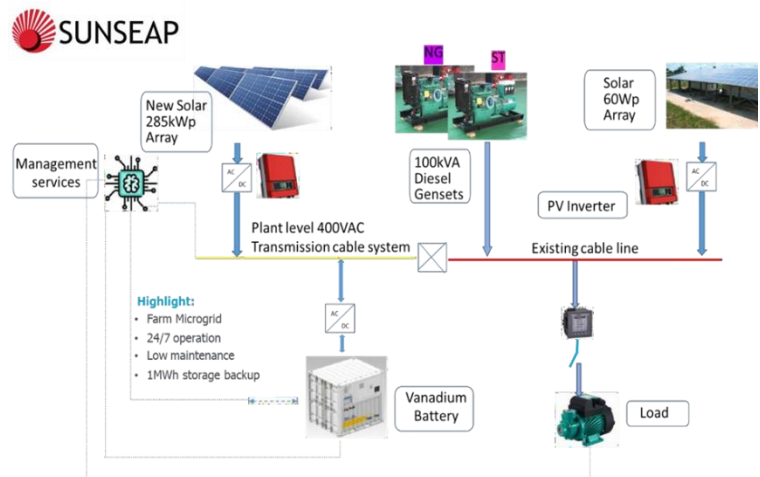 SUNSEAP
NG
ST
New Solar
285kWp
Array
Solar
60Wp
Array
Management
services
AC
DC
100kVA
Diesel
Gensets
PV Inverter
AC
DC
Plant level 400VAC
Transmission cable system
Existing cable line
Highlight:
• Farm Microgrid
• 24/7 operation
• Low maintenance
• 1MWh storage backup
AC
DC
Vanadium
Battery
Load